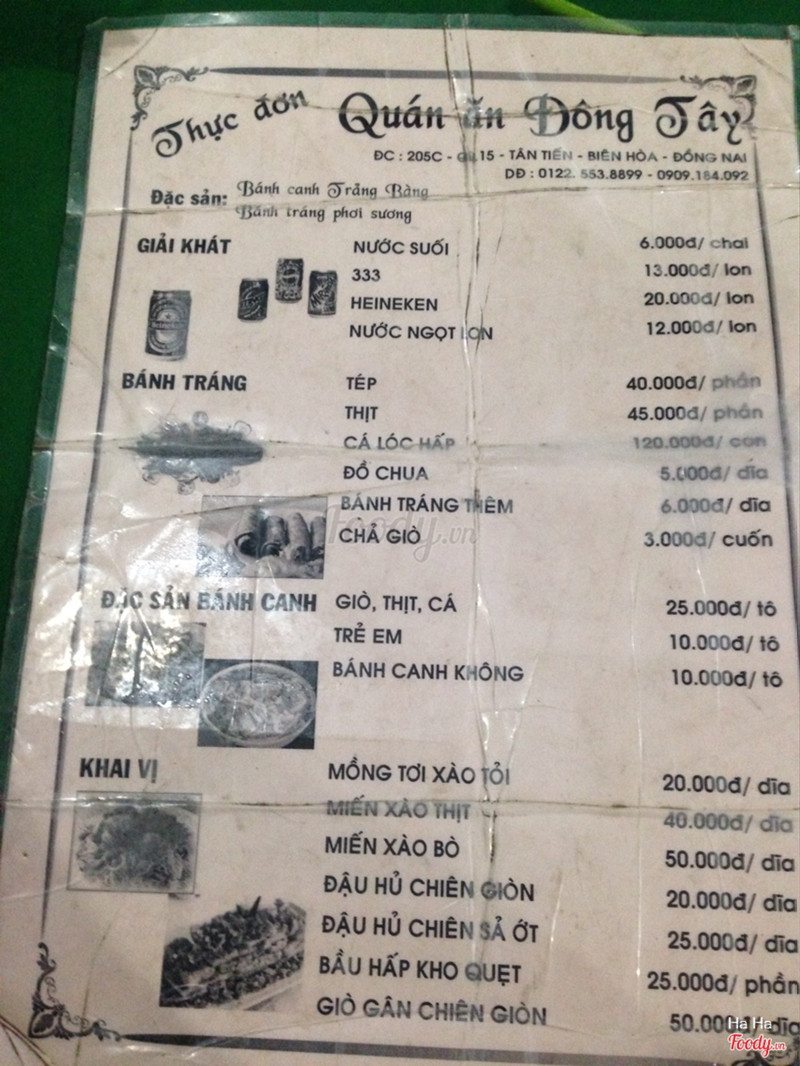 Thực đơn Quán ăn Đông Tây
ĐC : 205C - 15 - TÂN TIẾN - BIÊN HÒA - ĐỒNG NAI
DĐ : 0122. 553.8899 - 0909.184.092
Đặc sản: Bánh canh Trảng Bàng
Bánh tráng phơi sương
GIẢI KHÁT NƯỚC SUỐI 6.000đ/ chai
333 13.000đ/ lon
HEINEKEN 20.000đ/ lon
NƯỚC NGỌT LON 12.000đ/ lon
BÁNH TRÁNG TÉP 40.000đ/ phần
THỊT 45.000đ/ phần
CÁ LÓC HẤP 120.000đ/ con
ĐỒ CHUA 5.000đ/ dĩa
BÁNH TRÁNG THÊM 6.000đ/ dĩa
CHẢ GIÒ 3.000đ/ cuốn
Foody.vn
ĐẶC SẢN BÁNH CANH GIÒ, THỊT, CÁ 25.000đ/ tô
TRẺ EM 10.000đ/ tô
BÁNH CANH KHÔNG 10.000đ/ tô
KHAI VỊ MỒNG TƠI XÀO TỎI 20.000đ/ dĩa
MIẾN XÀO THỊT 40.000đ/ dĩa
MIẾN XÀO BÒ 50.000đ/ dĩa
ĐẬU HỦ CHIÊN GIÒN 20.000đ/ dĩa
ĐẬU HỦ CHIÊN SẢ ỚT 25.000đ/ dĩa
BẦU HẤP KHO QUẸT 25.000đ/ phần
GIÒ GÂN CHIÊN GIÒN 50.000đ/ dĩa
Ha Ha
Foody.vn